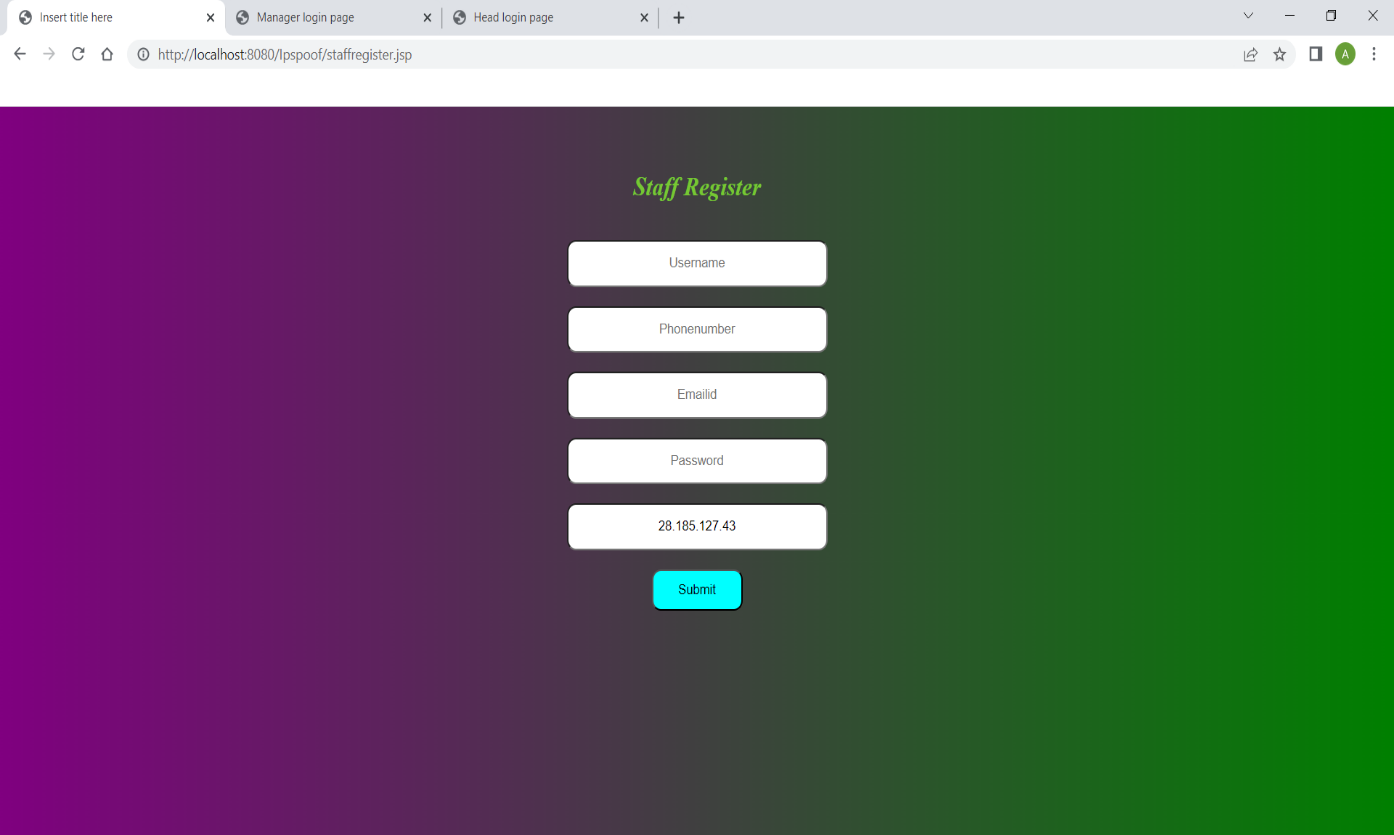 Insert title here
Manager login page
Head login page
http://localhost:8080/Ipspoof/staffregister.jsp
A
Staff Register
Username
Phonenumber
Emailid
Password
28.185.127.43
Submit